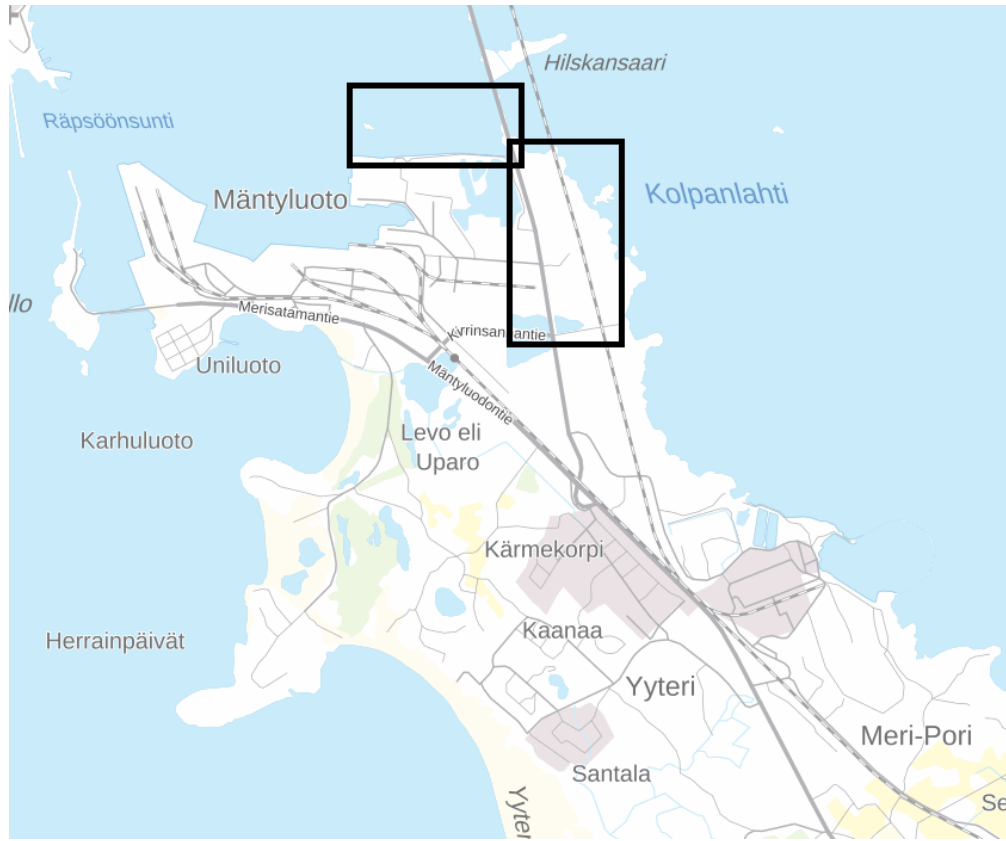 Hilskansaari
Räpsöönsunti
Mäntyluoto
Kolpanlahti
llo
Merisatamantie
Uniluoto
Mäntyluodontie
Karhuluoto
Levo eli
Uparo
Kärmekorpi
Kaanaa
Herrainpäivät
Yyteri
Meri-Pori
Santala
Yyter
Se